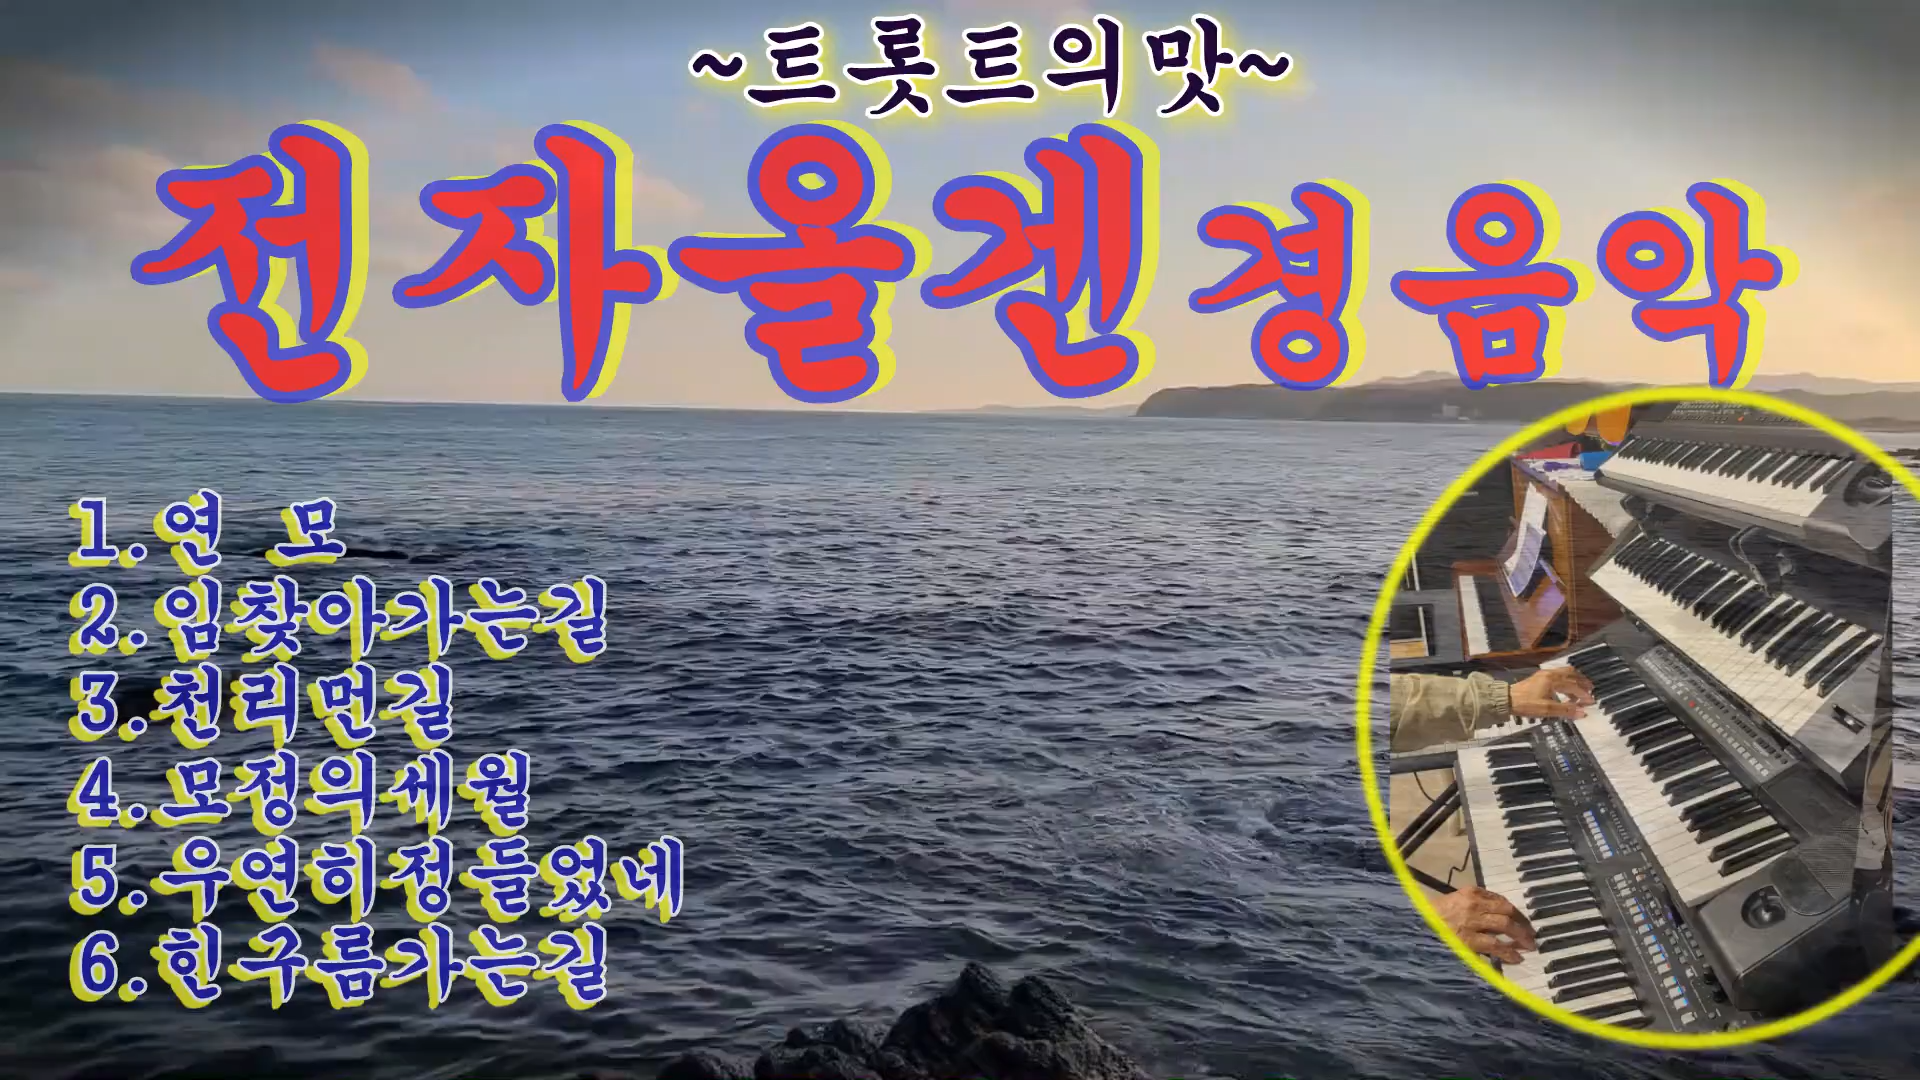 ~트롯트의맛~
전자올겐 경음악
1.연 모
2.임찾아가는길
3.천리먼길
4.모정의세월
5.우연히정들었네
6.힌구름가는길